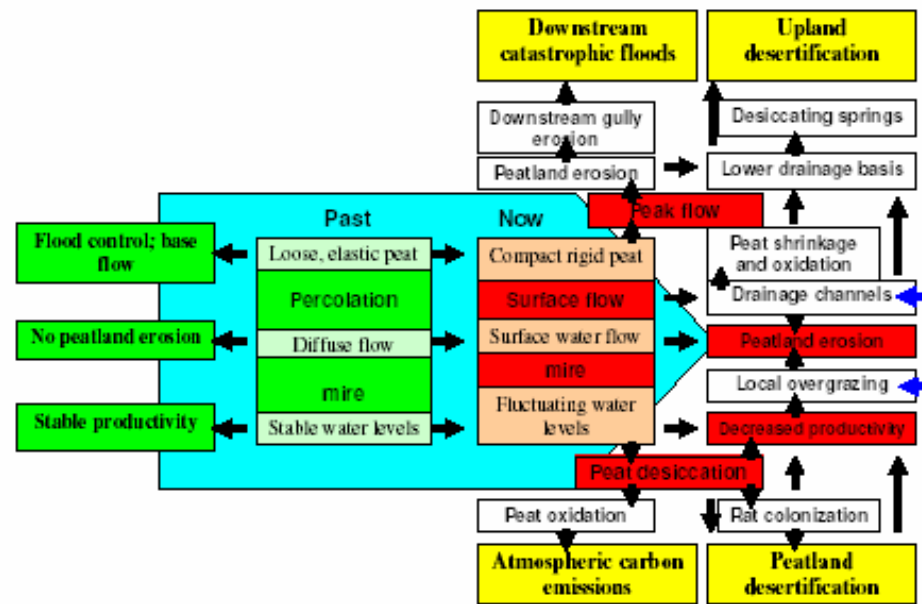 Downstream
catastrophic floods
Upland
desertification
Downstream gully
erosion
Desiccating springs
Peatland erosion
Lower drainage basis
Past
Now
Peak flow
Flood control; base
flow
Loose, elastic peat
Compact rigid peat
Peat shrinkage
and oxidation
Percolation
Surface flow
Drainage channels
No peatland erosion
Diffuse flow
Surface water flow
Peatland erosion
mire
mire
Local overgrazing
Stable productivity
Stable water levels
Fluctuating water
levels
Decreased productivity
Peat desiccation
Peat oxidation
Rat colonization
Atmospheric carbon
emissions
Peatland
desertification